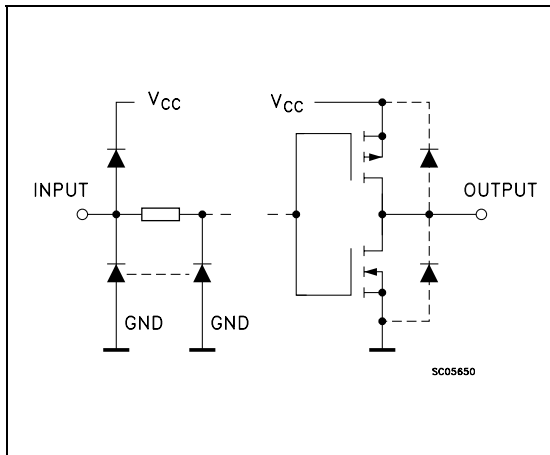 VCC
VCC
INPUT
OUTPUT
GND
GND
SC05650